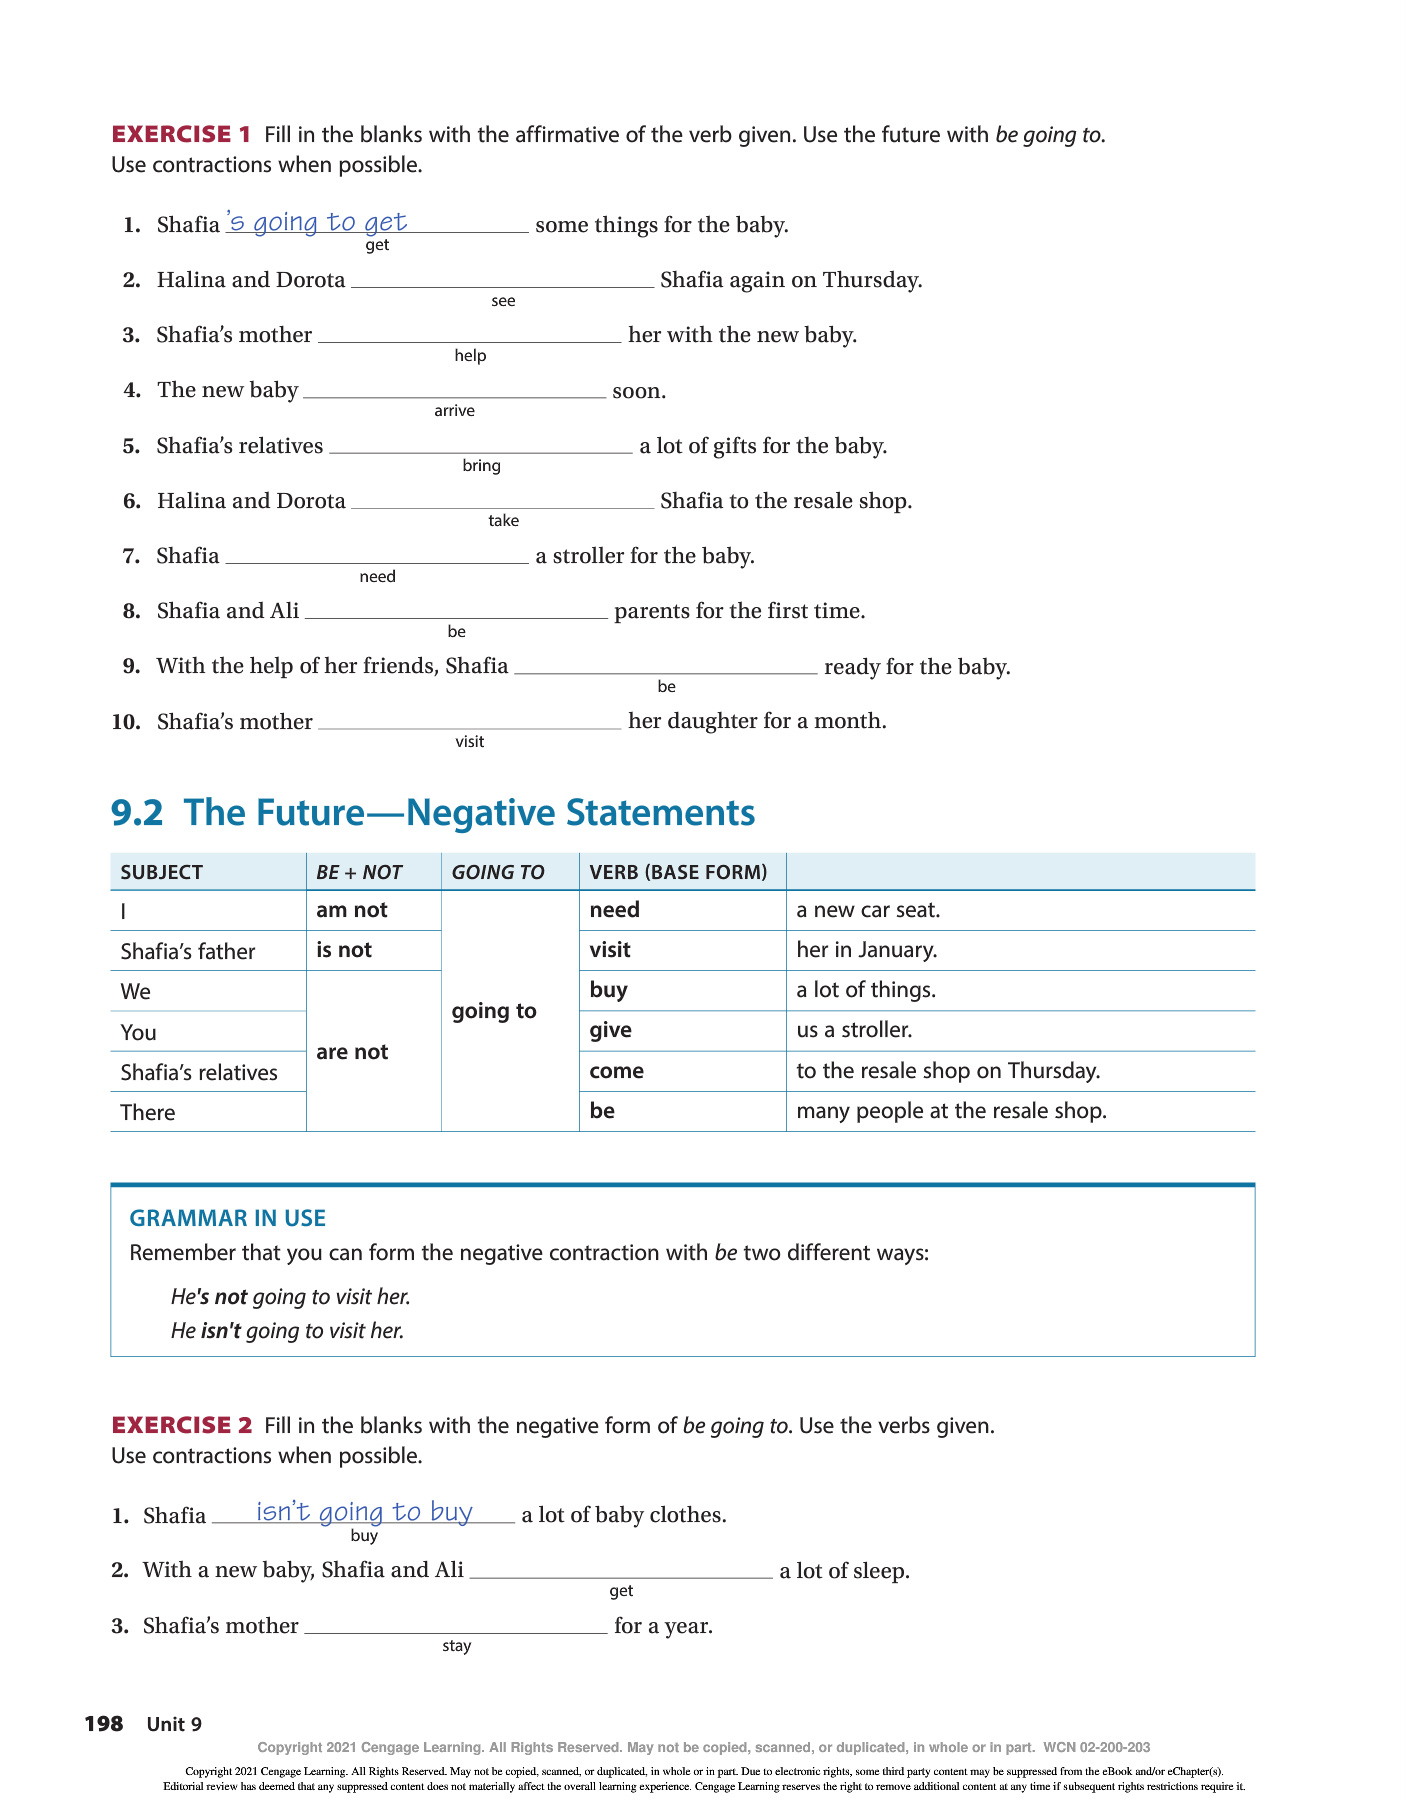 EXERCISE 1 Fill in the blanks with the affirmative of the verb given. Use the future with be going to.
Use contractions when possible.
1. Shafia 's going to get some things for the baby.
get
2. Halina and Dorota ____ Shafia again on Thursday.
see
3. Shafia’s mother ____ her with the new baby.
help
4. The new baby ____ soon.
arrive
5. Shafia’s relatives ____ a lot of gifts for the baby.
bring
6. Halina and Dorota ____ Shafia to the resale shop.
take
7. Shafia ____ a stroller for the baby.
need
8. Shafia and Ali ____ parents for the first time.
be
9. With the help of her friends, Shafia ____ ready for the baby.
be
10. Shafia’s mother ____ her daughter for a month.
visit
9.2 The Future—Negative Statements
SUBJECT BE + NOT GOING TO VERB (BASE FORM)
I am not need a new car seat.
Shafia’s father is not visit her in January.
We buy a lot of things.
going to
You give us a stroller.
are not
Shafia’s relatives come to the resale shop on Thursday.
There be many people at the resale shop.
GRAMMAR IN USE
Remember that you can form the negative contraction with be two different ways:
He's not going to visit her.
He isn't going to visit her.
EXERCISE 2 Fill in the blanks with the negative form of be going to. Use the verbs given.
Use contractions when possible.
1. Shafia isn't going to buy a lot of baby clothes.
buy
2. With a new baby, Shafia and Ali ____ a lot of sleep.
get
3. Shafia’s mother ____ for a year.
stay
198 Unit 9
Copyright 2021 Cengage Learning. All Rights Reserved. May not be copied, scanned, or duplicated, in whole or in part. WCN 02-200-203
Copyright 2021 Cengage Learning. All Rights Reserved. May not be copied, scanned, or duplicated, in whole or in part. Due to electronic rights, some third party content may be suppressed from the eBook and/or eChapter(s).
Editorial review has deemed that any suppressed content does not materially affect the overall learning experience. Cengage Learning reserves the right to remove additional content at any time if subsequent rights restrictions require it.